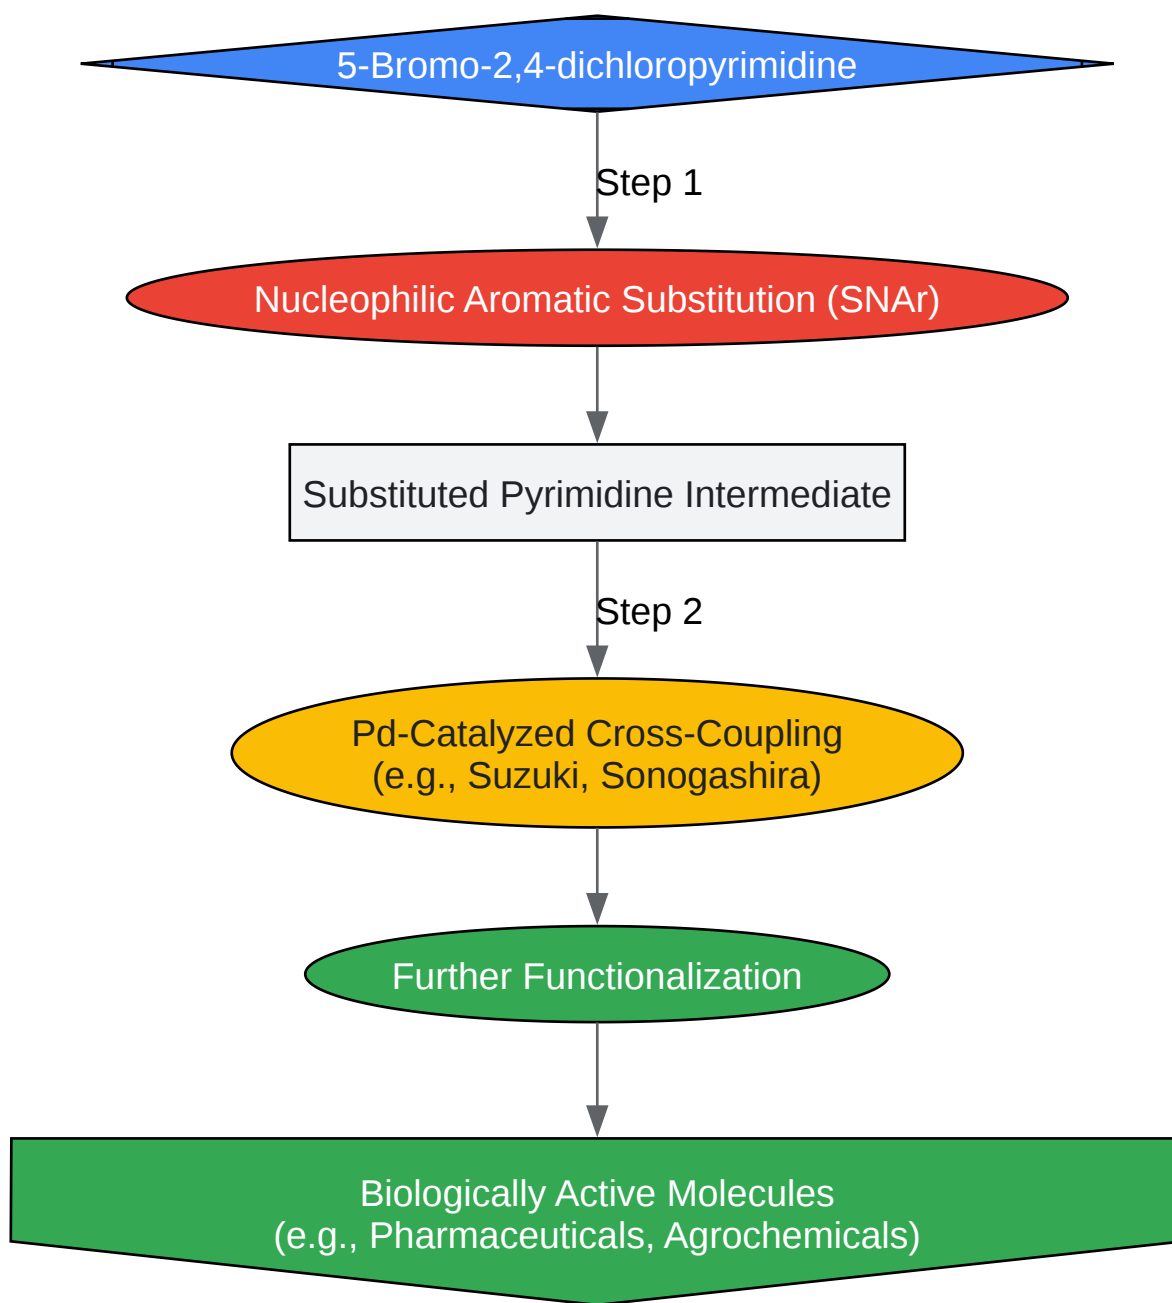 5-Bromo-2,4-dichloropyrimidine
Step 1
Nucleophilic Aromatic Substitution (SNAr)
Substituted Pyrimidine Intermediate
Step 2
Pd-Catalyzed Cross-Coupling
(e.g., Suzuki, Sonogashira)
Further Functionalization
Biologically Active Molecules
(e.g., Pharmaceuticals, Agrochemicals)